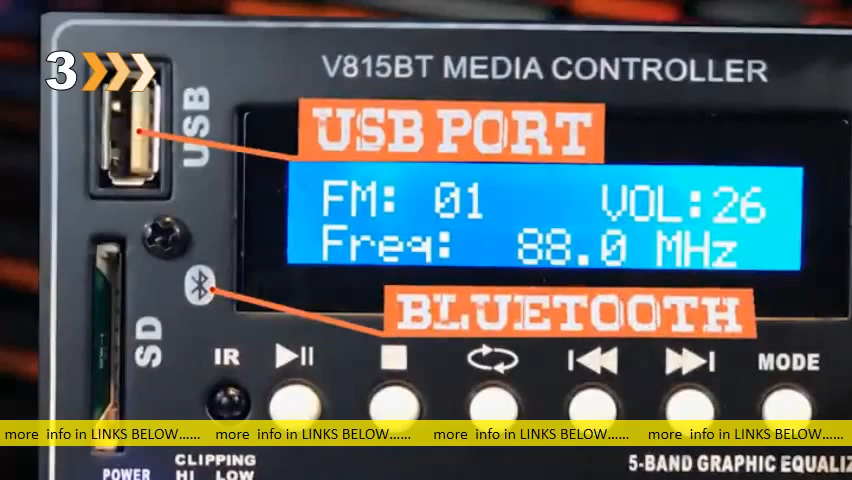 3
V815BT MEDIA CONTROLLER
USB
USB PORT
FM: 01 VOL:26
Freq: 88.0 MHz
BLUETOOTH
SD
IR
MODE
more info in LINKS BELOW...... more info in LINKS BELOW...... more info in LINKS BELOW...... more info in LINKS BELOW......
POWER
CLIPPING
HI LOW
5-BAND GRAPHIC EQUALIZ